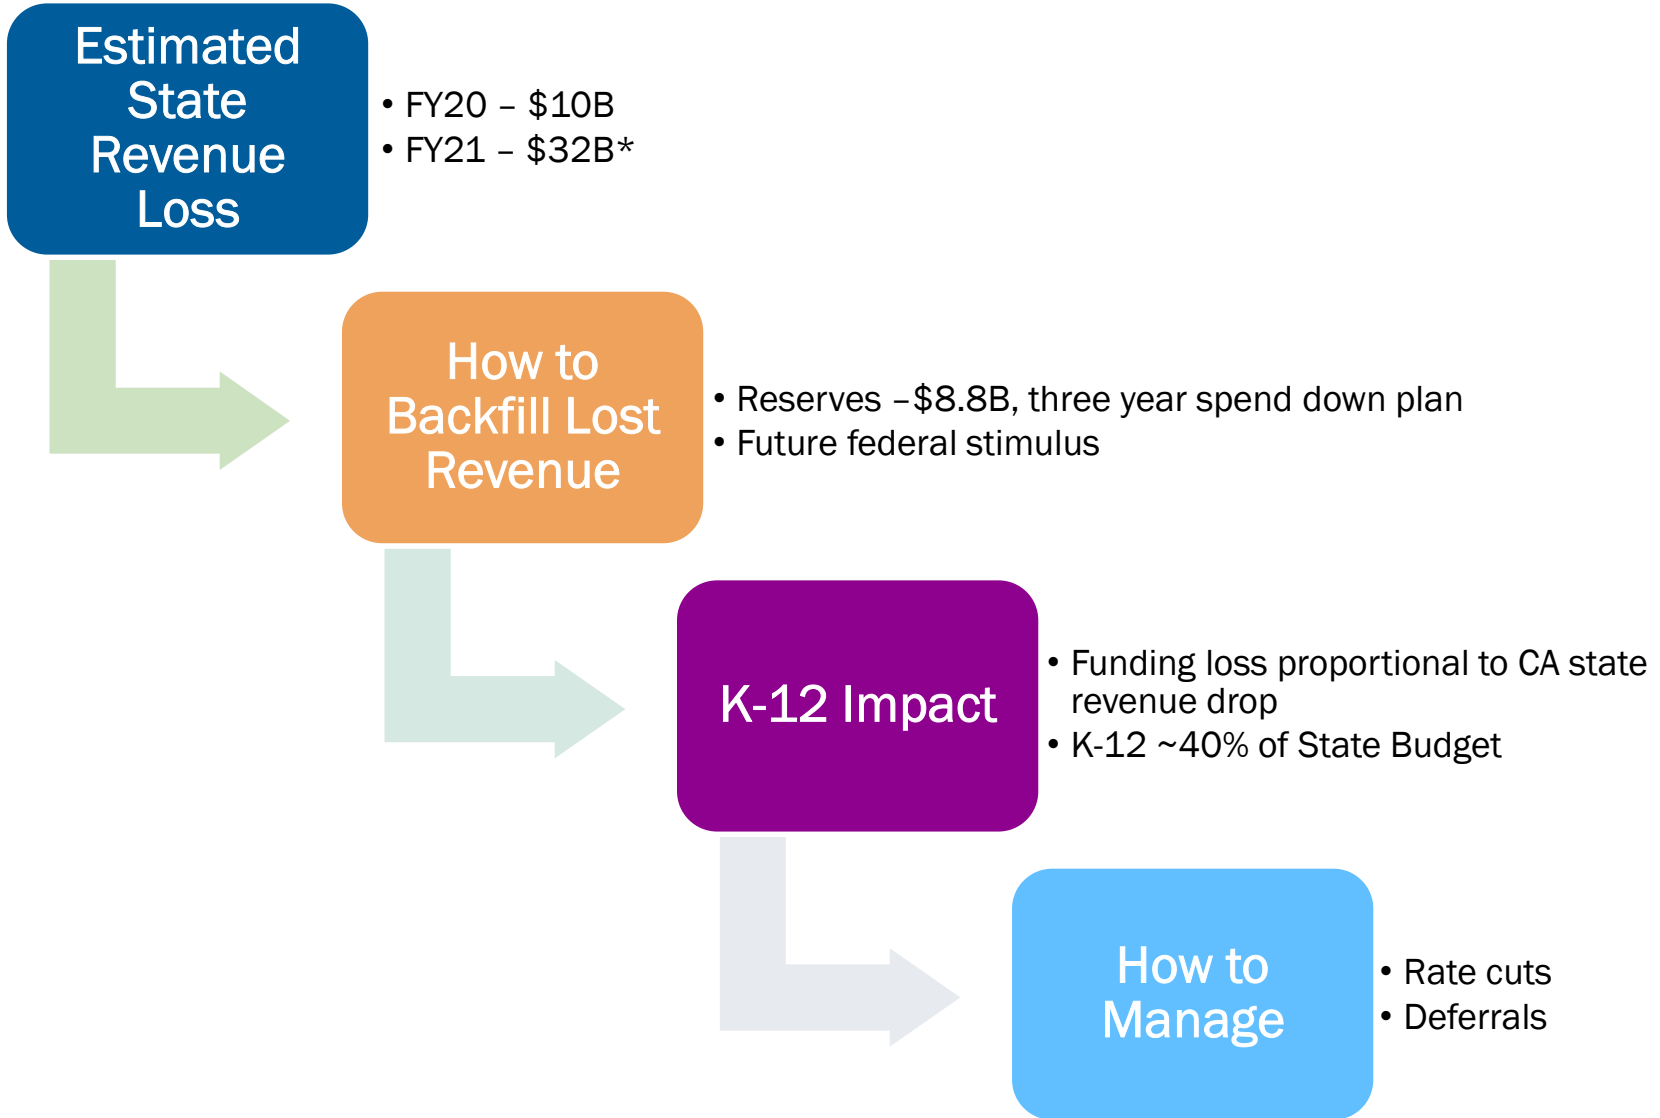 Estimated
State
Revenue
Loss
• FY20 – $10B
• FY21 – $32B*
How to
Backfill Lost
Revenue
• Reserves –$8.8B, three year spend down plan
• Future federal stimulus
K-12 Impact
• Funding loss proportional to CA state
revenue drop
• K-12 ~40% of State Budget
How to
Manage
• Rate cuts
• Deferrals